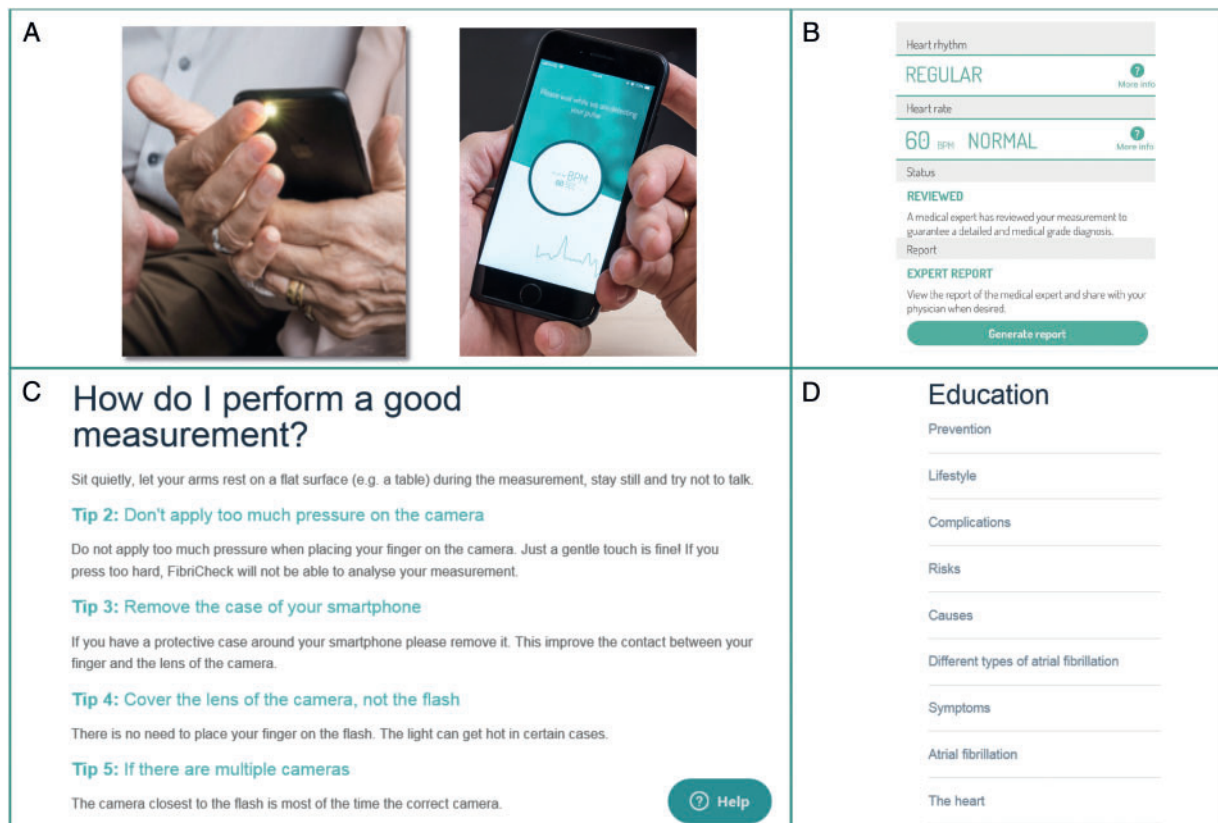 A
Please wait while we are detecting
your pulse
BPM
B
Heart rhythm
REGULAR
?
More info
Heart rate
60 BPM NORMAL
?
More info
Status
REVIEWED
A medical expert has reviewed your measurement to
guarantee a detailed and medical grade diagnosis.
Report
EXPERT REPORT
View the report of the medical expert and share with your
physician when desired.
Generate report
C
How do I perform a good
measurement?
Sit quietly, let your arms rest on a flat surface (e.g. a table) during the measurement, stay still and try not to talk.
Tip 2: Don't apply too much pressure on the camera
Do not apply too much pressure when placing your finger on the camera. Just a gentle touch is fine! If you
press too hard, FibriCheck will not be able to analyse your measurement.
Tip 3: Remove the case of your smartphone
If you have a protective case around your smartphone please remove it. This improve the contact between your
finger and the lens of the camera.
Tip 4: Cover the lens of the camera, not the flash
There is no need to place your finger on the flash. The light can get hot in certain cases.
Tip 5: If there are multiple cameras
The camera closest to the flash is most of the time the correct camera.
? Help
D
Education
Prevention
Lifestyle
Complications
Risks
Causes
Different types of atrial fibrillation
Symptoms
Atrial fibrillation
The heart